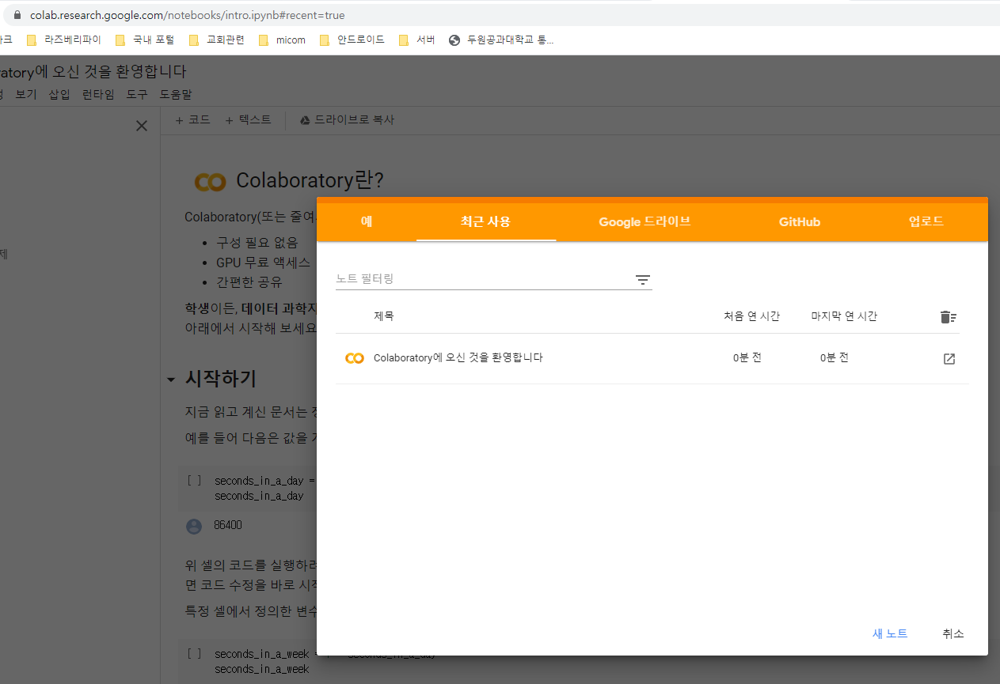 colab.research.google.com/notebooks/intro.ipynb#recent=true
라즈베리파이 국내 포털 교회관련 micom 안드로이드 서버 두원공과대학교 통...
atory에 오신 것을 환영합니다
보기 삽입 런타임 도구 도움말
+ 코드 + 텍스트 드라이브로 복사
Colaboratory란?
Colaboratory(또는 줄여
• 구성 필요 없음
• GPU 무료 액세스
• 간편한 공유
학생이든, 데이터 과학자
아래에서 시작해 보세요
시작하기
지금 읽고 계신 문서는
예를 들어 다음은 값을
[ ] seconds_in_a_day =
seconds_in_a_day
86400
위 셀의 코드를 실행하려
면 코드 수정을 바로 시작
특정 셀에서 정의한 변수
[ ] seconds_in_a_week = 7 * seconds_in_a_day
seconds_in_a_week
예 최근 사용 Google 드라이브 GitHub 업로드
노트 필터링
제목 처음 연 시간 마지막 연 시간
Colaboratory에 오신 것을 환영합니다 0분 전 0분 전
새 노트 취소